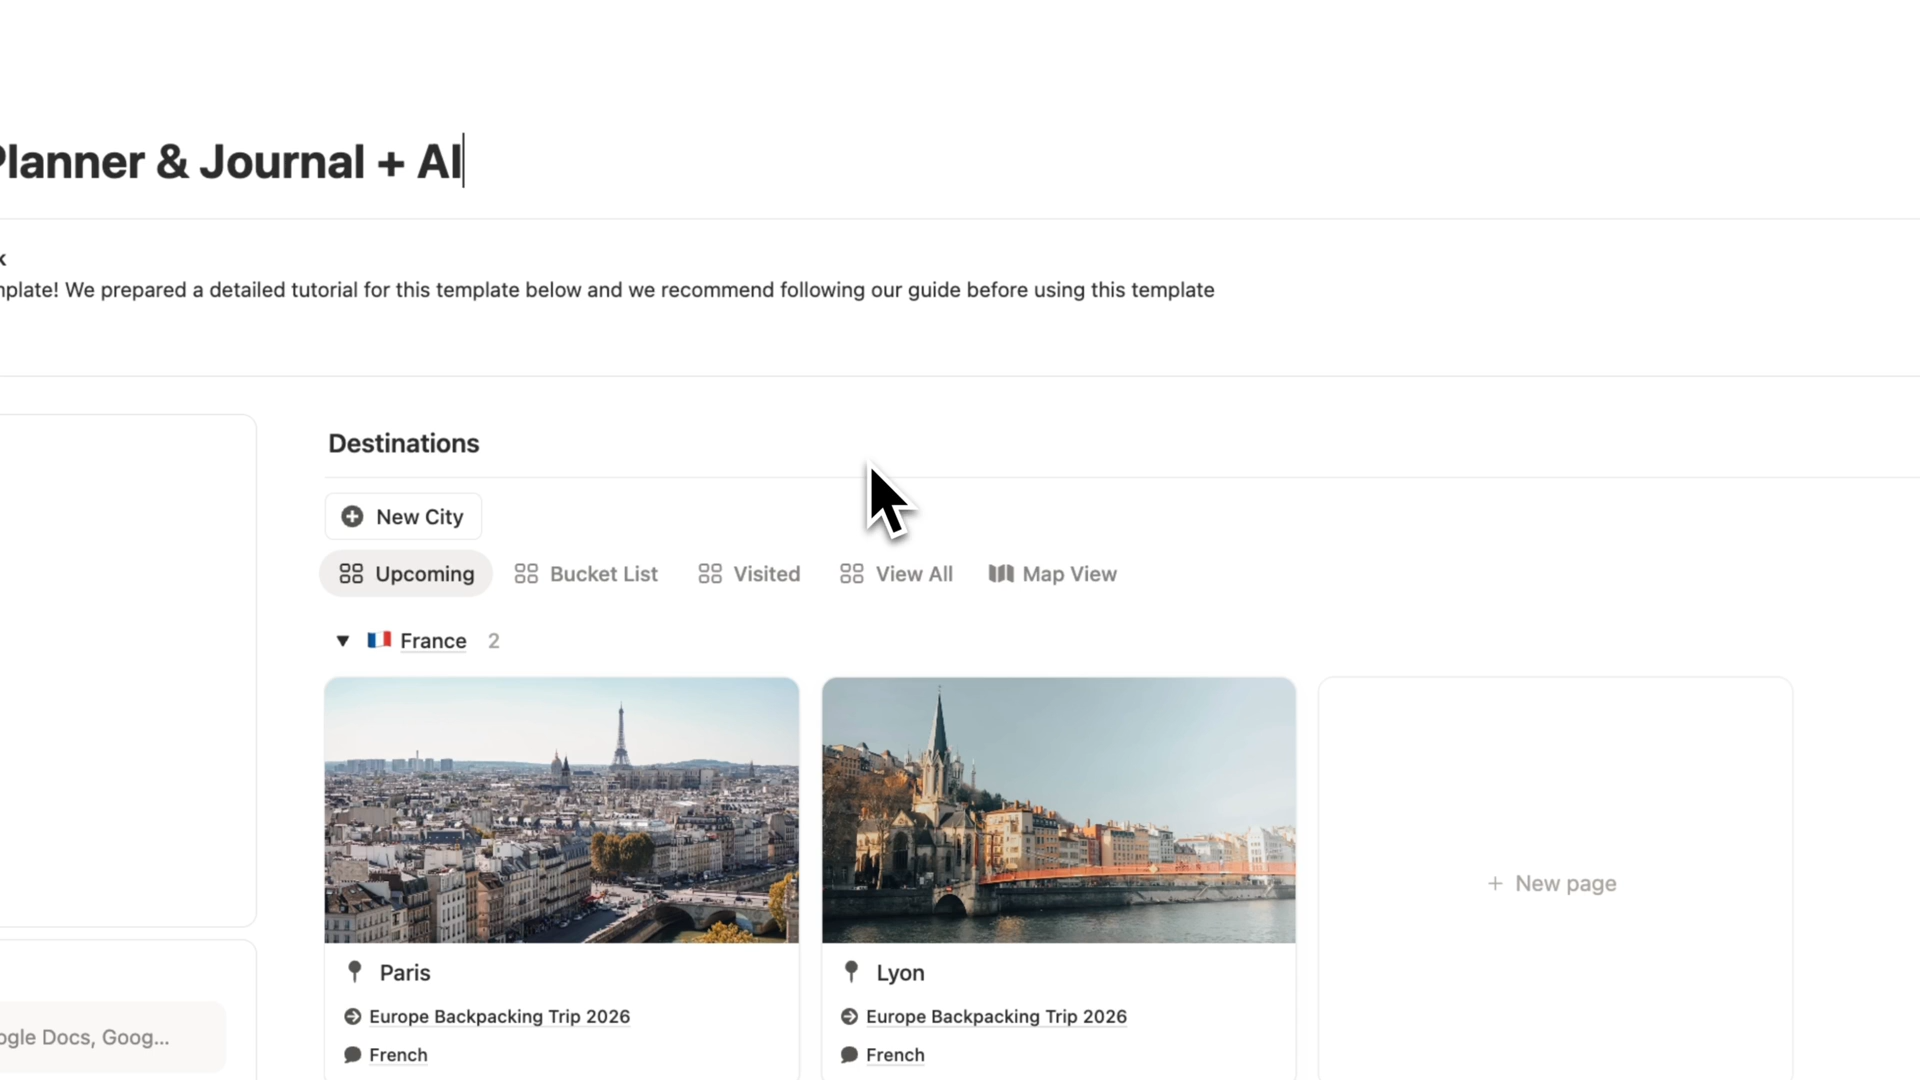 Planner & Journal + AI
k
mplate! We prepared a detailed tutorial for this template below and we recommend following our guide before using this template
Destinations
New City
Upcoming
Bucket List
Visited
View All
Map View
France 2
+ New page
Paris
Lyon
Europe Backpacking Trip 2026
Europe Backpacking Trip 2026
French
French
ogle Docs, Goog...